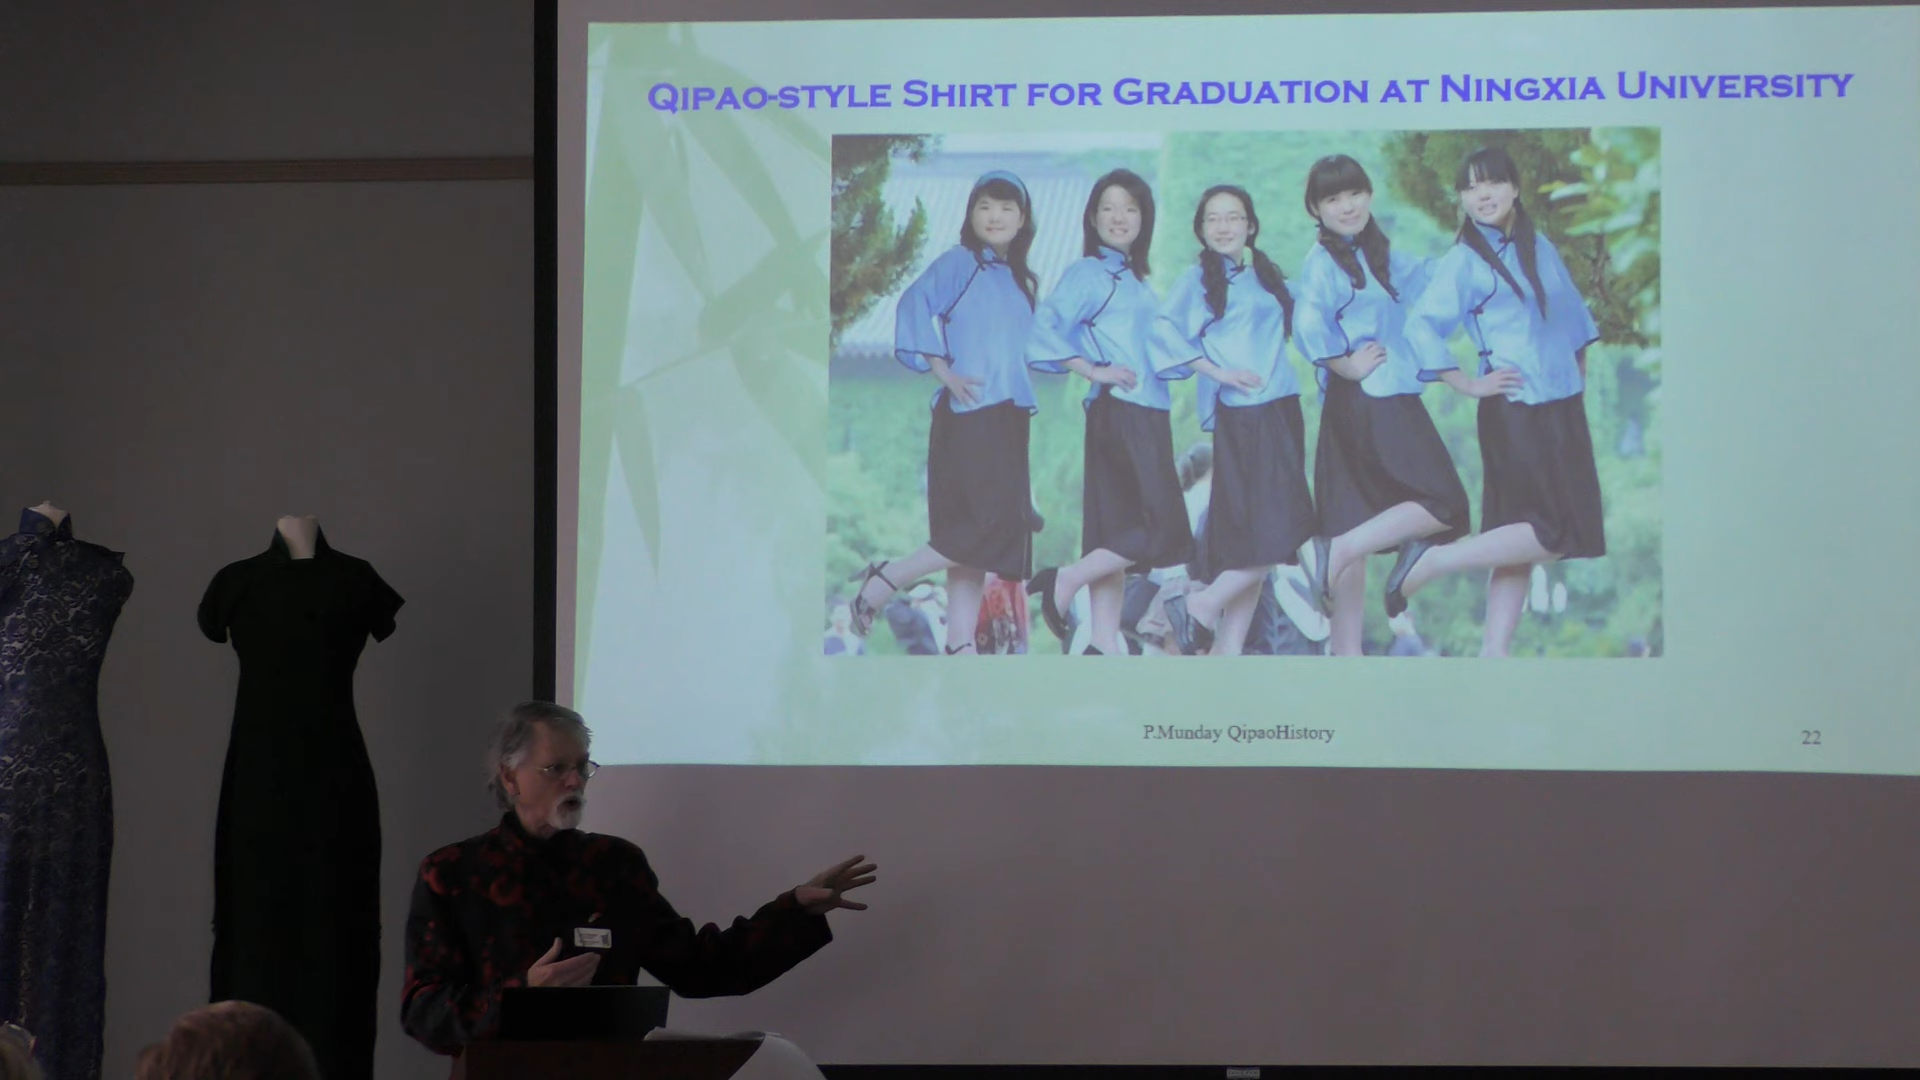 QIPAO-STYLE SHIRT FOR GRADUATION AT NINGXIA UNIVERSITY
P.Munday QipaoHistory
22